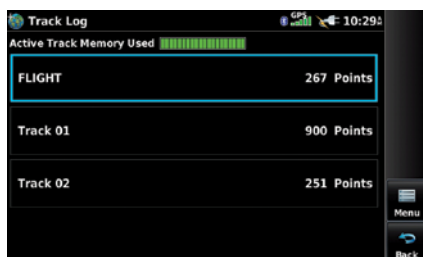 Track Log GPS 10:29A
Active Track Memory Used
FLIGHT 267 Points
Track 01 900 Points
Track 02 251 Points
Menu
Back